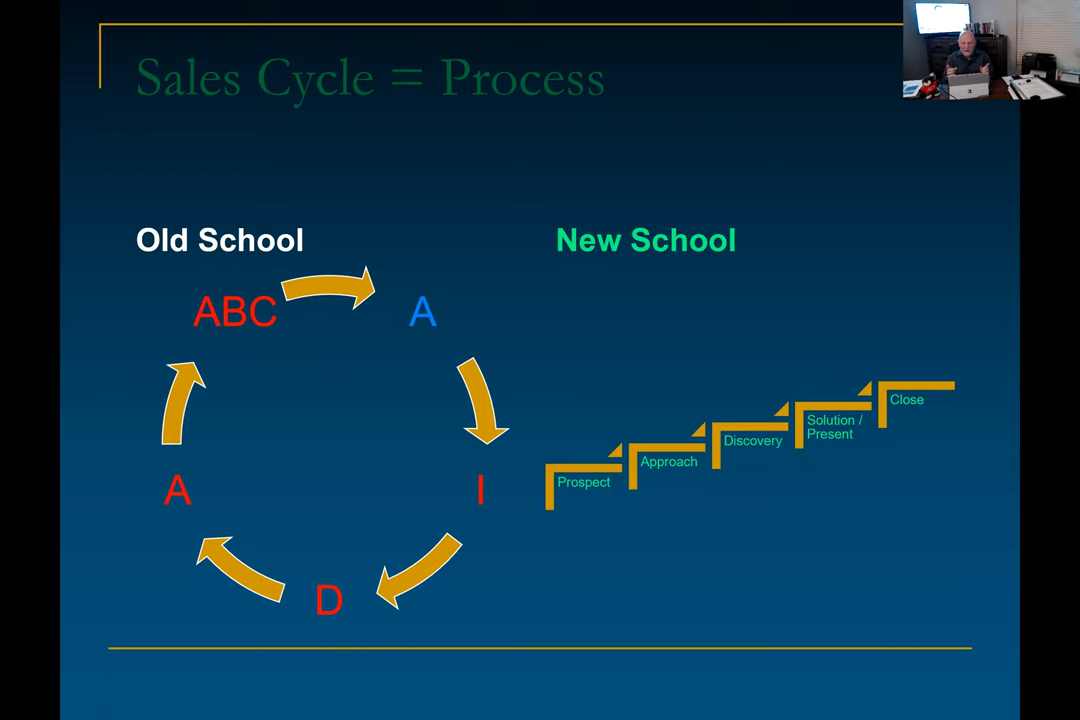 Sales Cycle = Process
Old School
ABC
A
I
D
A
New School
Prospect
Approach
Discovery
Solution /
Present
Close